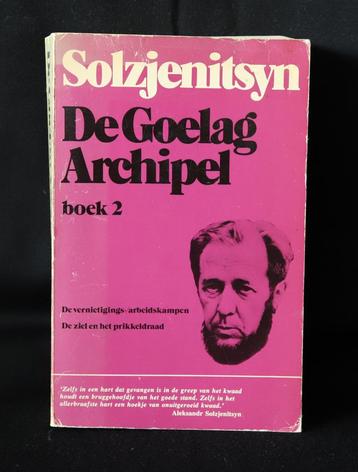 Solzjenitsyn
De Goelag
Archipel
boek 2
De vernietigings-/arbeidskampen
De ziel en het prikkeldraad
'Zelfs in een hart dat gevangen is in de greep van het kwaad
houdt een bruggehoofdje van het goede stand. Zelfs in het
allerbraafste hart een hoekje van onuitgeroeid kwaad.'
Aleksandr Solzjenitsyn